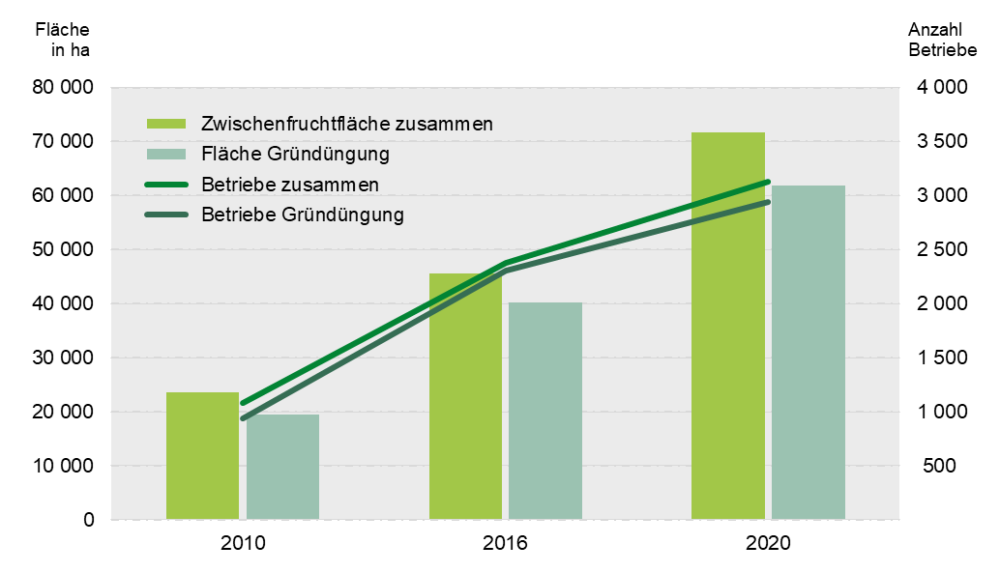 Fläche
in ha
Anzahl
Betriebe
80 000
4 000
Zwischenfruchtfläche zusammen
70 000
3 500
Fläche Gründüngung
Betriebe zusammen
60 000
3 000
Betriebe Gründüngung
50 000
2 500
40 000
2 000
30 000
1 500
20 000
1 000
10 000
500
0
2010
2016
2020